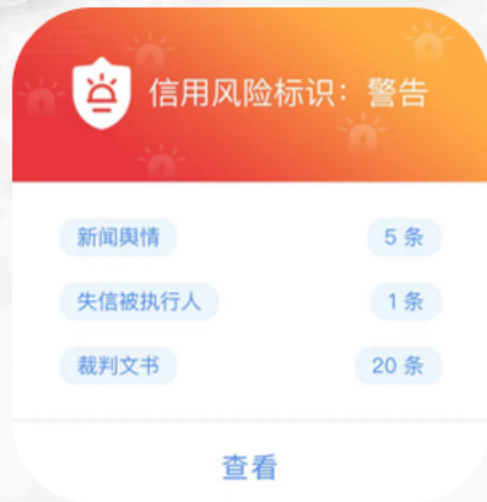 信用风险标识：警告
新闻舆情 5 条
失信被执行人 1 条
裁判文书 20 条
查看